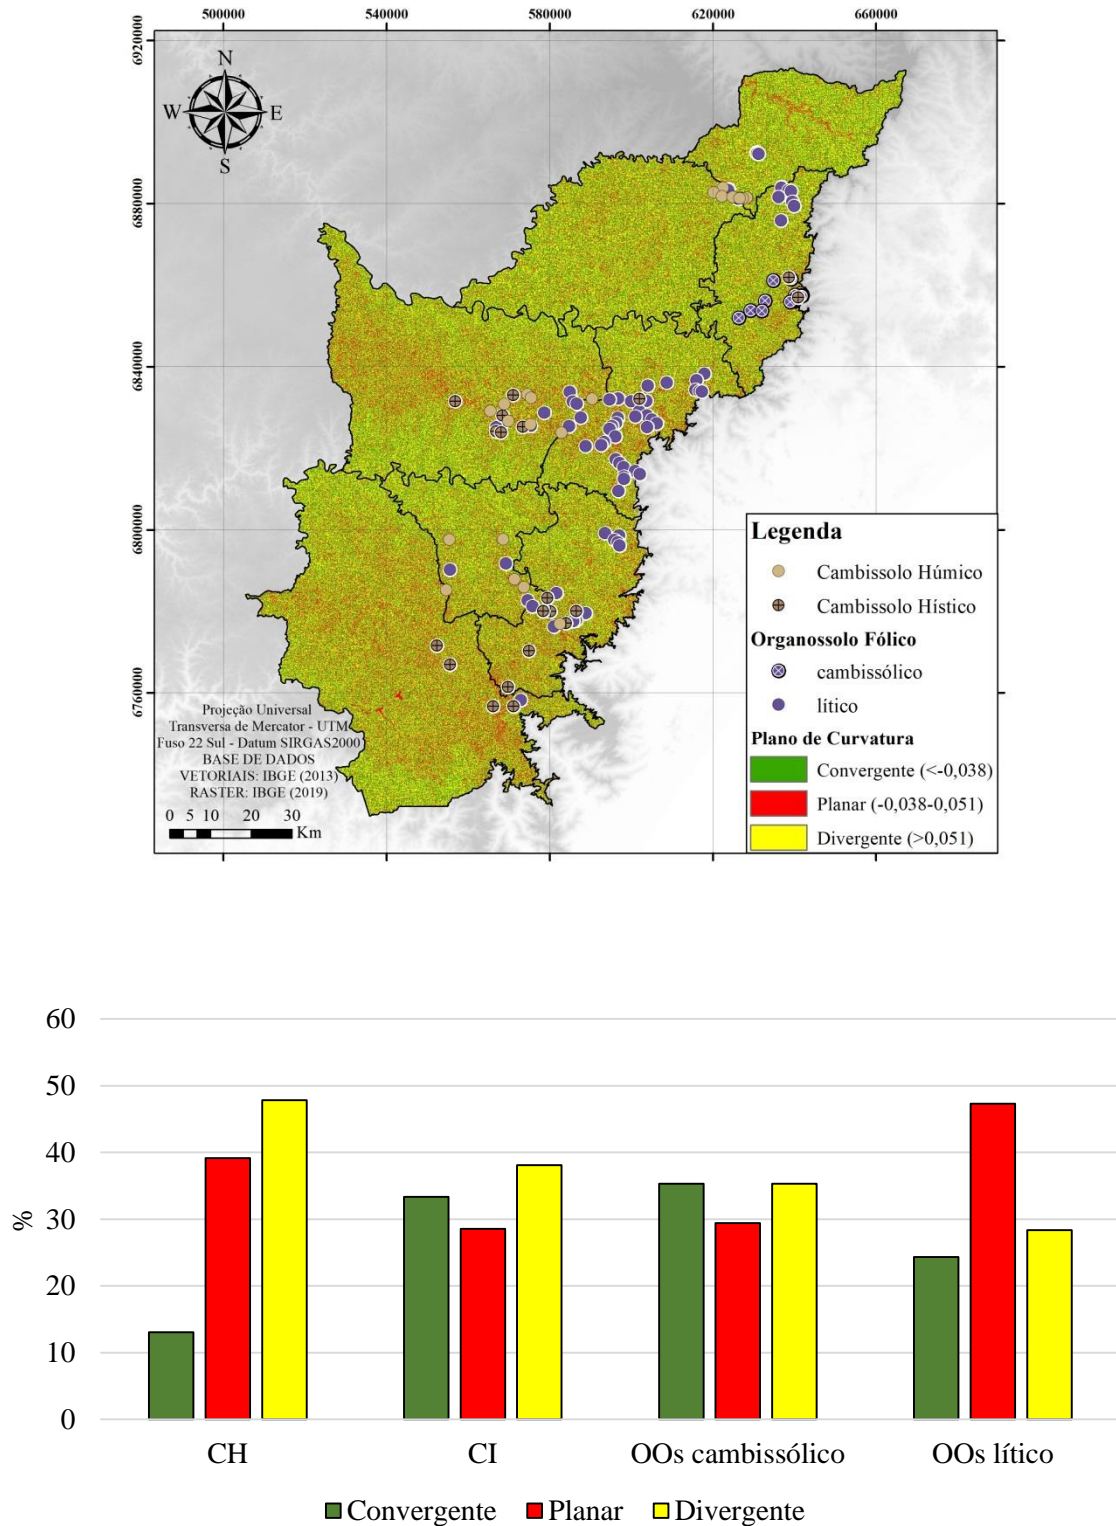 500000 540000 580000 620000 660000
6920000
6880000
6840000
6800000
6760000
N
W E
S
Legenda
Cambissolo Húmico
Cambissolo Hístico
Organossolo Fólico
cambissólico
lítico
Plano de Curvatura
Convergente (<-0,038)
Planar (-0,038-0,051)
Divergente (>0,051)
Projeção Universal
Transversa de Mercator - UTM
Fuso 22 Sul - Datum SIRGAS2000
BASE DE DADOS
VETORIAIS: IBGE (2013)
RASTER: IBGE (2019)
0 5 10 20 30
Km
60
50
40
30
20
10
0
%
CH CI OOs cambissólico OOs lítico
Convergente Planar Divergente